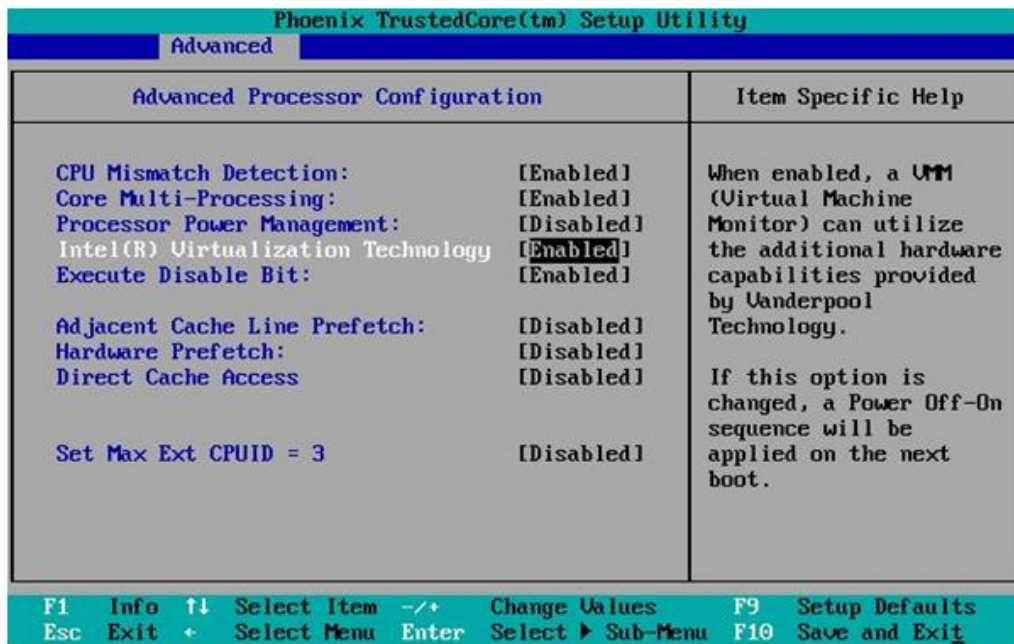 Phoenix TrustedCore(tm) Setup Utility
Advanced
Advanced Processor Configuration
Item Specific Help
CPU Mismatch Detection: [Enabled]
Core Multi-Processing: [Enabled]
Processor Power Management: [Disabled]
Intel(R) Virtualization Technology [Enabled]
Execute Disable Bit: [Enabled]
Adjacent Cache Line Prefetch: [Disabled]
Hardware Prefetch: [Disabled]
Direct Cache Access [Disabled]
Set Max Ext CPUID = 3 [Disabled]
When enabled, a VMM
(Virtual Machine
Monitor) can utilize
the additional hardware
capabilities provided
by Vanderpool
Technology.
If this option is
changed, a Power Off-On
sequence will be
applied on the next
boot.
F1 Info ↑↓ Select Item -/+ Change Values F9 Setup Defaults
Esc Exit ← Select Menu Enter Select ▶ Sub-Menu F10 Save and Exit